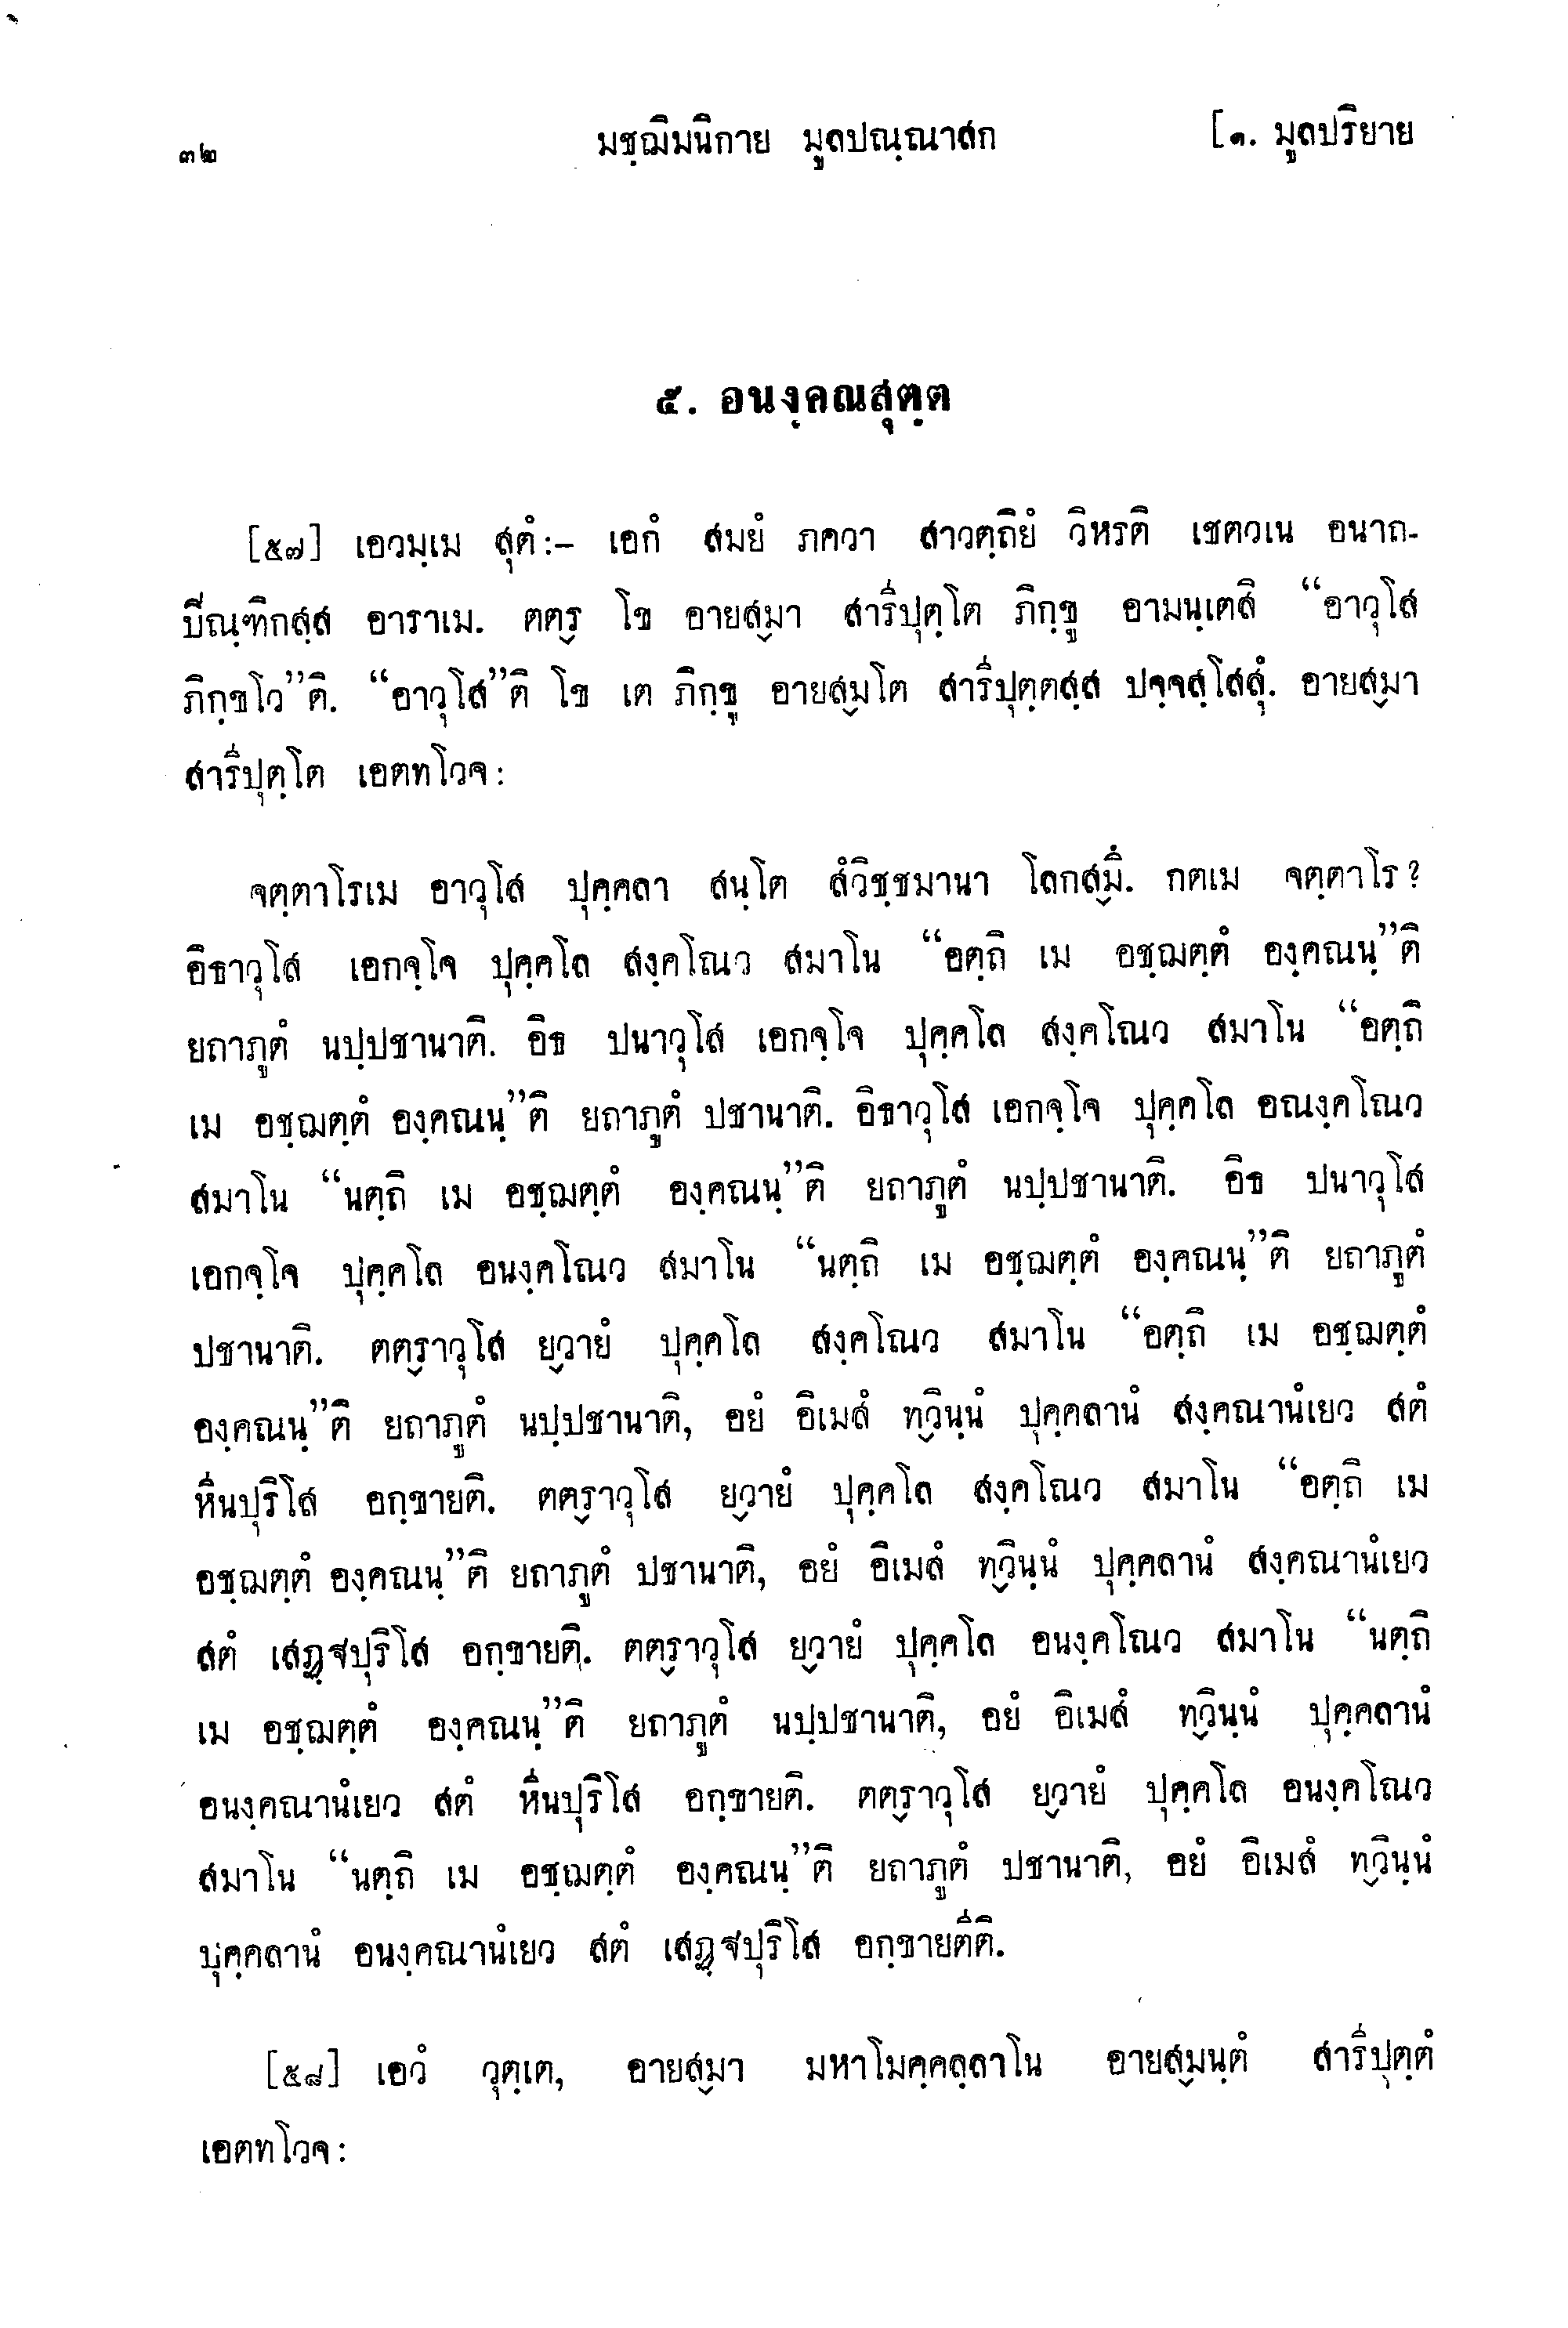 ๓๒ มชฺฌิมนิกาย มูลปณฺณาสก [๑. มูลปริยาย
๕. อนงฺคณสุตฺต
[๕๗] เอวมฺเม สุตํ:– เอกํ สมยํ ภควา สาวตฺถิยํ วิหรติ เชตวเน อนาถ-
ปิณฺฑิกสฺส อาราเม. ตตฺร๎ โข อายสฺ๎มา สารีปุตฺโต ภิกฺขู อามนฺเตสิ “อาวุโส
ภิกฺขโว”ติ. “อาวุโส”ติ โข เต ภิกฺขู อายส๎มโต สารีปุตฺตสฺส ปจฺจสฺโสสุํ. อายส๎มา
สารีปุตฺโต เอตทโวจ:
จตฺตาโรเม อาวุโส ปุคฺคลา สนฺโต สํวิชฺชมานา โลกส๎มึ. กตเม จตฺตาโร?
อิธาวุโส เอกจฺโจ ปุคฺคโล สงฺคโณว สมาโน “อตฺถิ เม อชฺฌตฺตํ องฺคณนฺ”ติ
ยถาภูตํ นปฺปชานาติ. อิธ ปนาวุโส เอกจฺโจ ปุคฺคโล สงฺคโณว สมาโน “อตฺถิ
เม อชฺฌตฺตํ องฺคณนฺ”ติ ยถาภูตํ ปชานาติ. อิธาวุโส เอกจฺโจ ปุคฺคโล อณงฺคโณว
สมาโน “นตฺถิ เม อชฺฌตฺตํ องฺคณนฺ”ติ ยถาภูตํ นปฺปชานาติ. อิธ ปนาวุโส
เอกจฺโจ ปุคฺคโล อนงฺคโณว สมาโน “นตฺถิ เม อชฺฌตฺตํ องฺคณนฺ”ติ ยถาภูตํ
ปชานาติ. ตต๎ราวุโส ย๎วายํ ปุคฺคโล สงฺคโณว สมาโน “อตฺถิ เม อชฺฌตฺตํ
องฺคณนฺ”ติ ยถาภูตํ นปฺปชานาติ, อยํ อิเมสํ ท๎วินฺนํ ปุคฺคลานํ สงฺคณานํเยว สตํ
หีนปุริโส อกฺขายติ. ตต๎ราวุโส ย๎วายํ ปุคฺคโล สงฺคโณว สมาโน “อตฺถิ เม
อชฺฌตฺตํ องฺคณนฺ”ติ ยถาภูตํ ปชานาติ, อยํ อิเมสํ ท๎วินฺนํ ปุคฺคลานํ สงฺคณานํเยว
สตํ เสฏฺฐปุริโส อกฺขายติ. ตต๎ราวุโส ย๎วายํ ปุคฺคโล อนงฺคโณว สมาโน “นตฺถิ
เม อชฺฌตฺตํ องฺคณนฺ”ติ ยถาภูตํ นปฺปชานาติ, อยํ อิเมสํ ท๎วินฺนํ ปุคฺคลานํ
อนงฺคณานํเยว สตํ หีนปุริโส อกฺขายติ. ตต๎ราวุโส ย๎วายํ ปุคฺคโล อนงฺคโณว
สมาโน “นตฺถิ เม อชฺฌตฺตํ องฺคณนฺ”ติ ยถาภูตํ ปชานาติ, อยํ อิเมสํ ท๎วินฺนํ
ปุคฺคลานํ อนงฺคณานํเยว สตํ เสฏฺฐปุริโส อกฺขายตีติ.
[๕๘] เอวํ วุตฺเต, อายส๎มา มหาโมคฺคลฺลาโน อายส๎มนฺตํ สารีปุตฺตํ
เอตทโวจ: